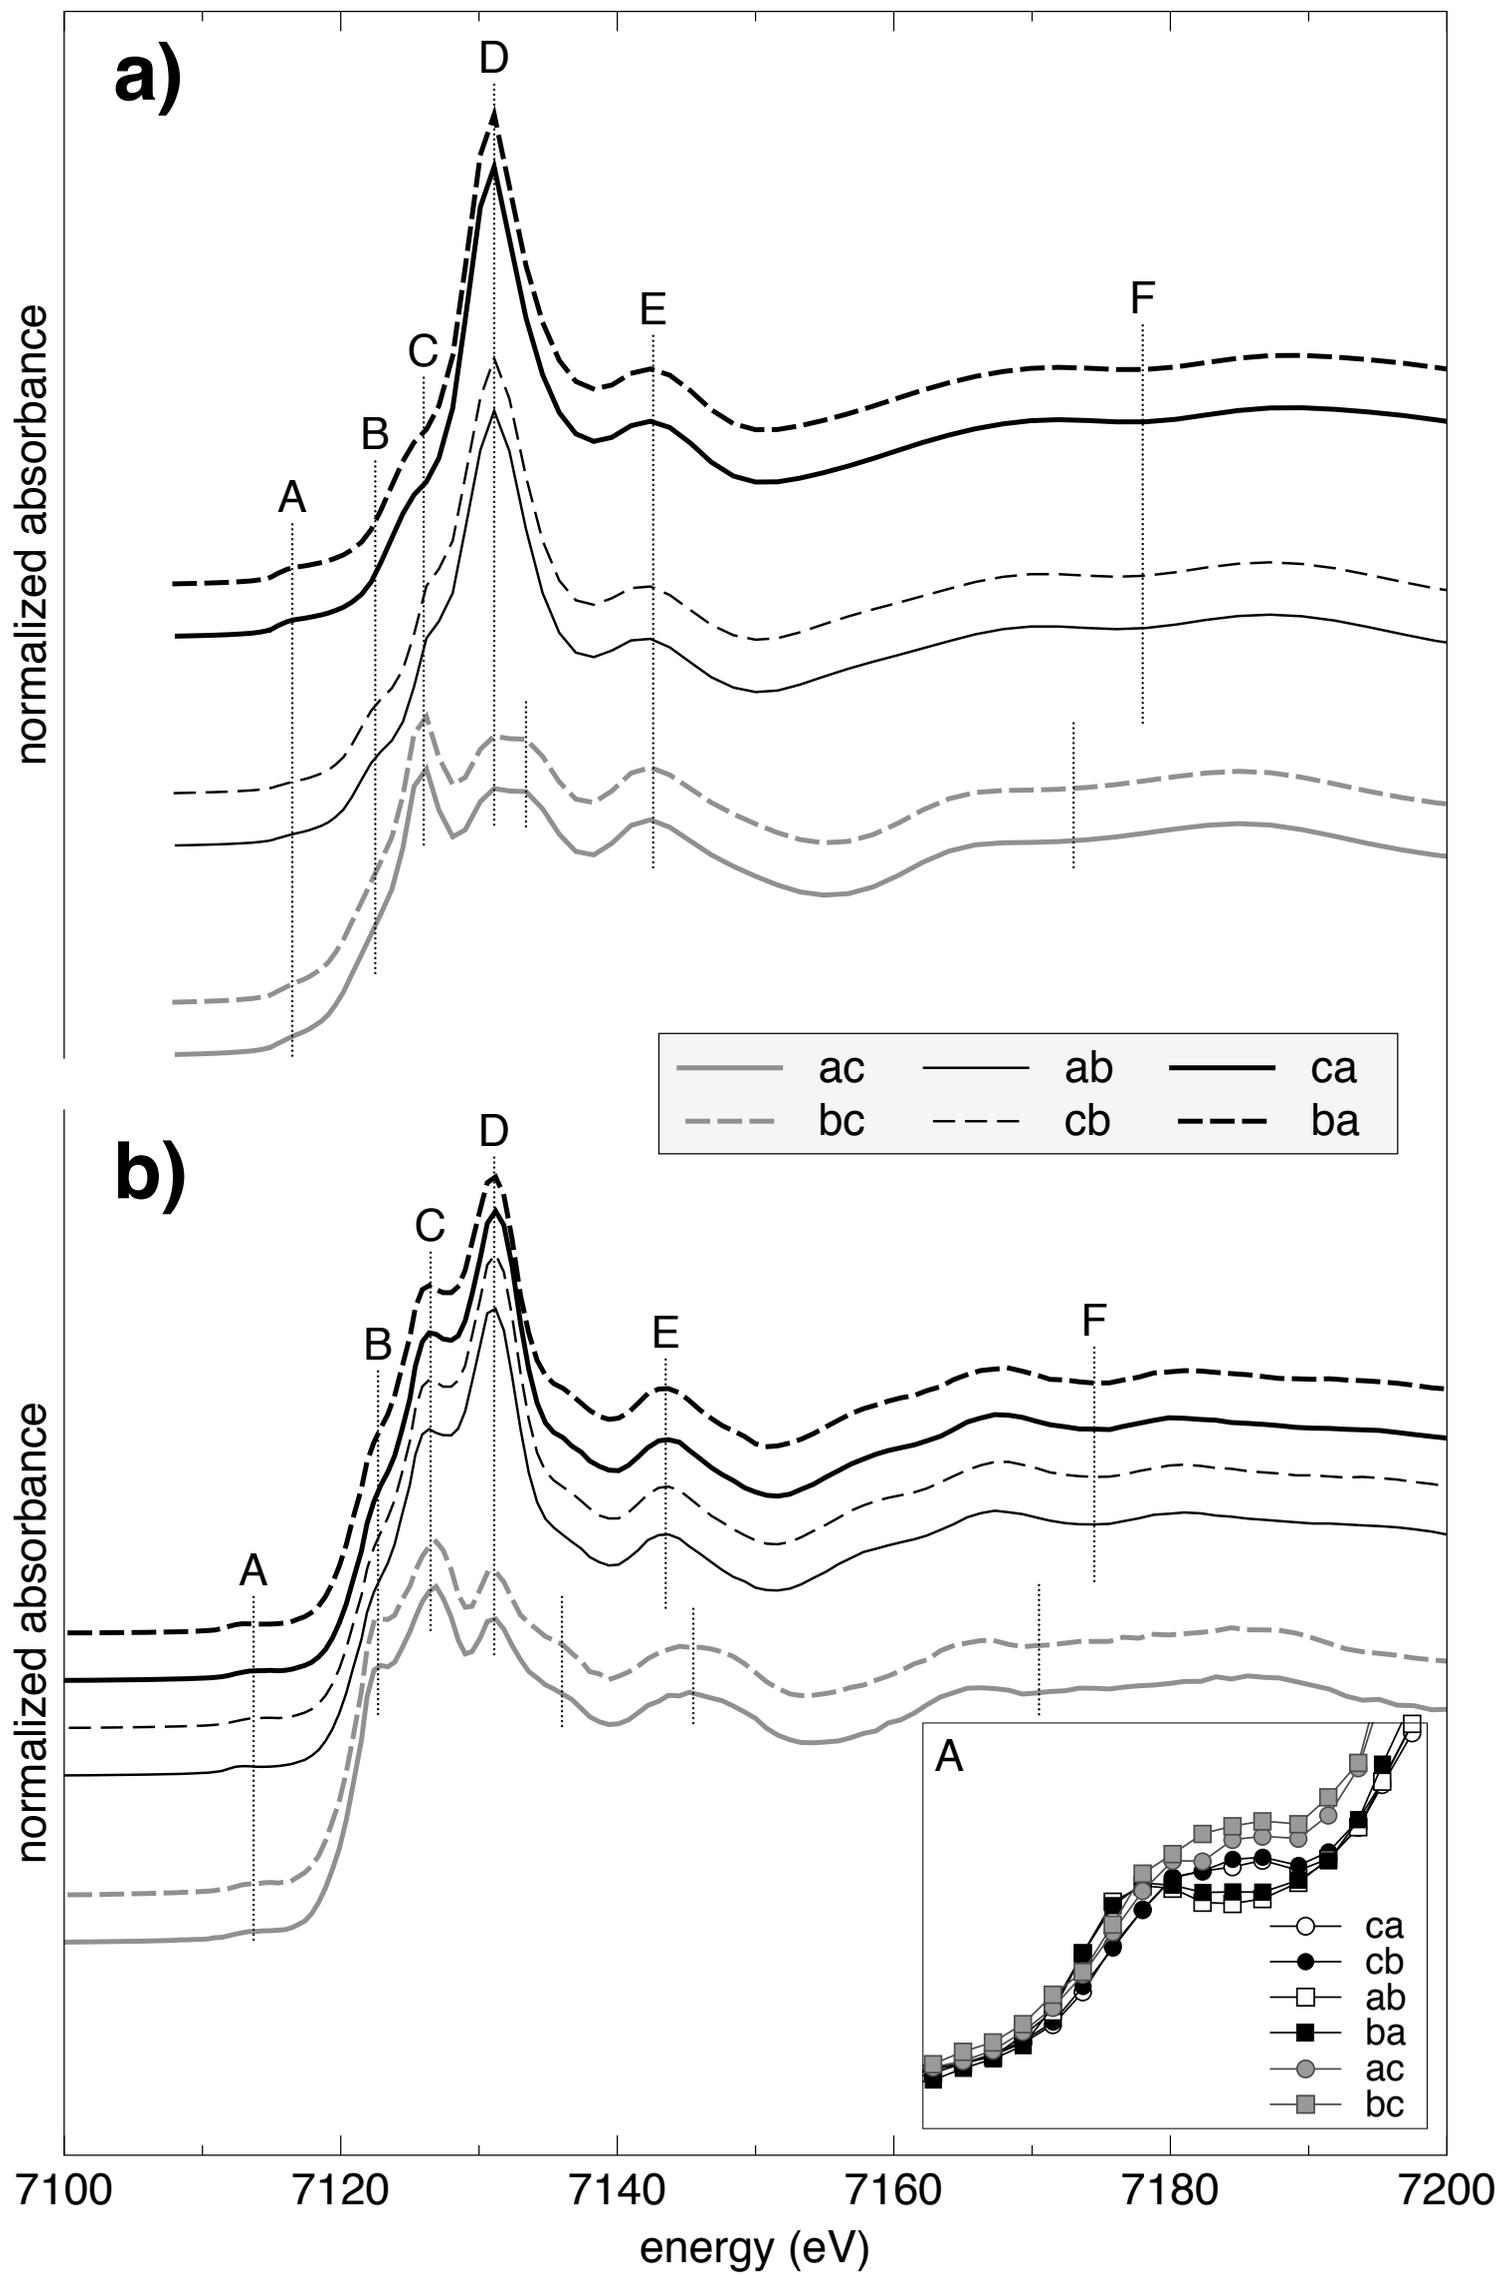 a)
D
E
F
C
B
A
normalized absorbance
ac ab ca
bc cb ba
b)
D
C
B
E
F
A
normalized absorbance
A
ca
cb
ab
ba
ac
bc
7100 7120 7140 7160 7180 7200
energy (eV)